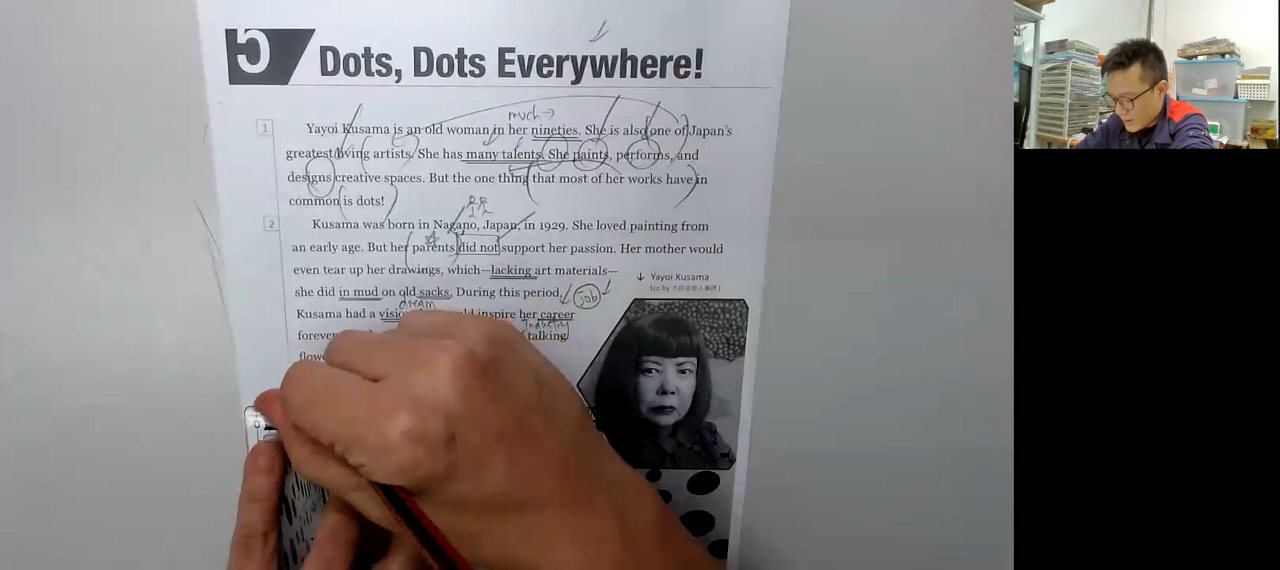 5 Dots, Dots Everywhere!
much
1 Yayoi Kusama is an old woman in her nineties. She is also one of Japan's
greatest living artists. She has many talents. She paints, performs, and
designs creative spaces. But the one thing that most of her works have in
common is dots!
2 Kusama was born in Nagano, Japan, in 1929. She loved painting from
an early age. But her parents did not support her passion. Her mother would
even tear up her drawings, which—lacking art materials—
she did in mud on old sacks. During this period,
Job
dream
Kusama had a inspire her career
Industry
talking
Yayoi Kusama